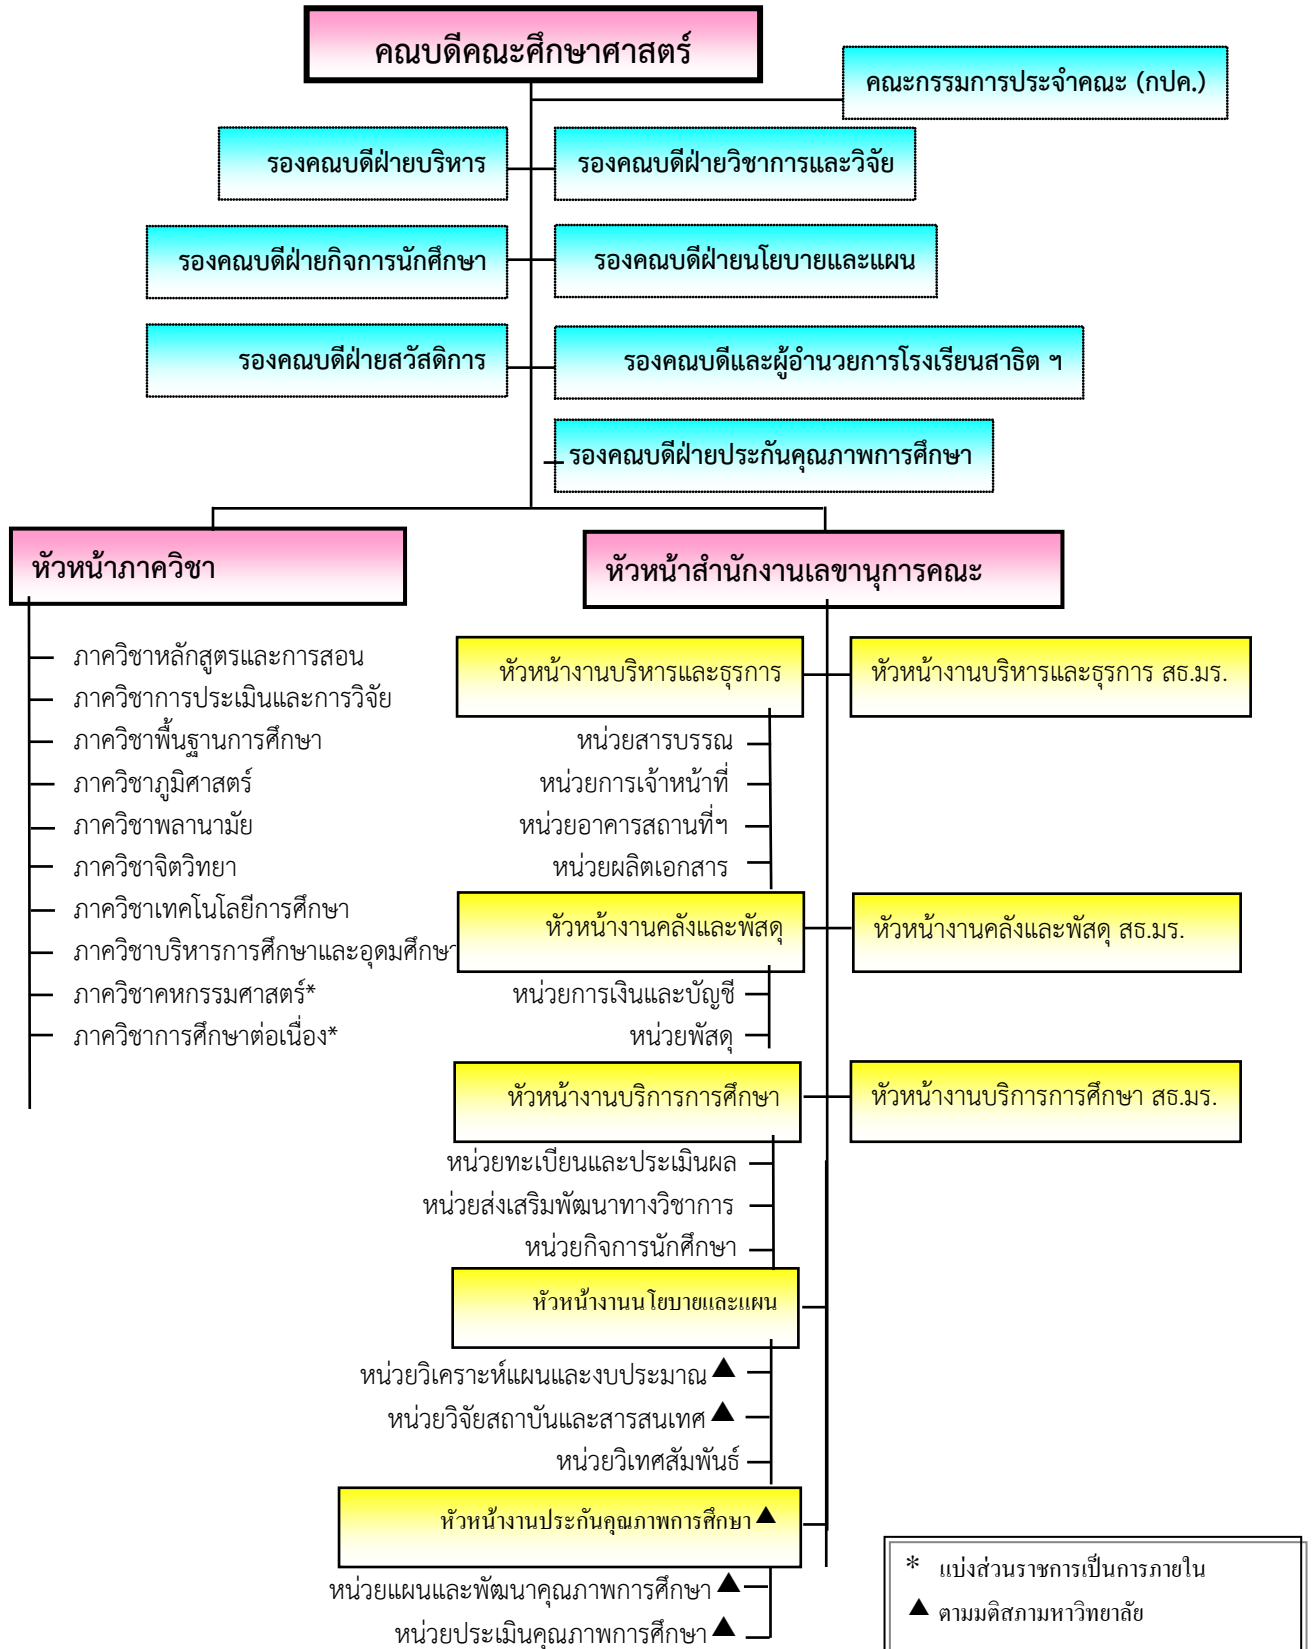 คณบดีคณะศึกษาศาสตร์
คณะกรรมการประจำคณะ (กปค.)
รองคณบดีฝ่ายบริหาร
รองคณบดีฝ่ายวิชาการและวิจัย
รองคณบดีฝ่ายกิจการนักศึกษา
รองคณบดีฝ่ายนโยบายและแผน
รองคณบดีฝ่ายสวัสดิการ
รองคณบดีและผู้อำนวยการโรงเรียนสาธิต ฯ
รองคณบดีฝ่ายประกันคุณภาพการศึกษา
หัวหน้าภาควิชา
ภาควิชาหลักสูตรและการสอน
ภาควิชาการประเมินและการวิจัย
ภาควิชาพื้นฐานการศึกษา
ภาควิชาภูมิศาสตร์
ภาควิชาพลานามัย
ภาควิชาจิตวิทยา
ภาควิชาเทคโนโลยีการศึกษา
ภาควิชาบริหารการศึกษาและอุดมศึกษา
ภาควิชาคหกรรมศาสตร์*
ภาควิชาการศึกษาต่อเนื่อง*
หัวหน้าสำนักงานเลขานุการคณะ
หัวหน้างานบริหารและธุรการ
หัวหน้างานบริหารและธุรการ สธ.มร.
หน่วยสารบรรณ
หน่วยการเจ้าหน้าที่
หน่วยอาคารสถานที่ฯ
หน่วยผลิตเอกสาร
หัวหน้างานคลังและพัสดุ
หัวหน้างานคลังและพัสดุ สธ.มร.
หน่วยการเงินและบัญชี
หน่วยพัสดุ
หัวหน้างานบริการการศึกษา
หัวหน้างานบริการการศึกษา สธ.มร.
หน่วยทะเบียนและประเมินผล
หน่วยส่งเสริมพัฒนาทางวิชาการ
หน่วยกิจการนักศึกษา
หัวหน้างานนโยบายและแผน
หน่วยวิเคราะห์แผนและงบประมาณ ▲
หน่วยวิจัยสถาบันและสารสนเทศ ▲
หน่วยวิเทศสัมพันธ์
หัวหน้างานประกันคุณภาพการศึกษา ▲
หน่วยแผนและพัฒนาคุณภาพการศึกษา ▲
หน่วยประเมินคุณภาพการศึกษา ▲
* แบ่งส่วนราชการเป็นการภายใน
▲ ตามมติสภามหาวิทยาลัย